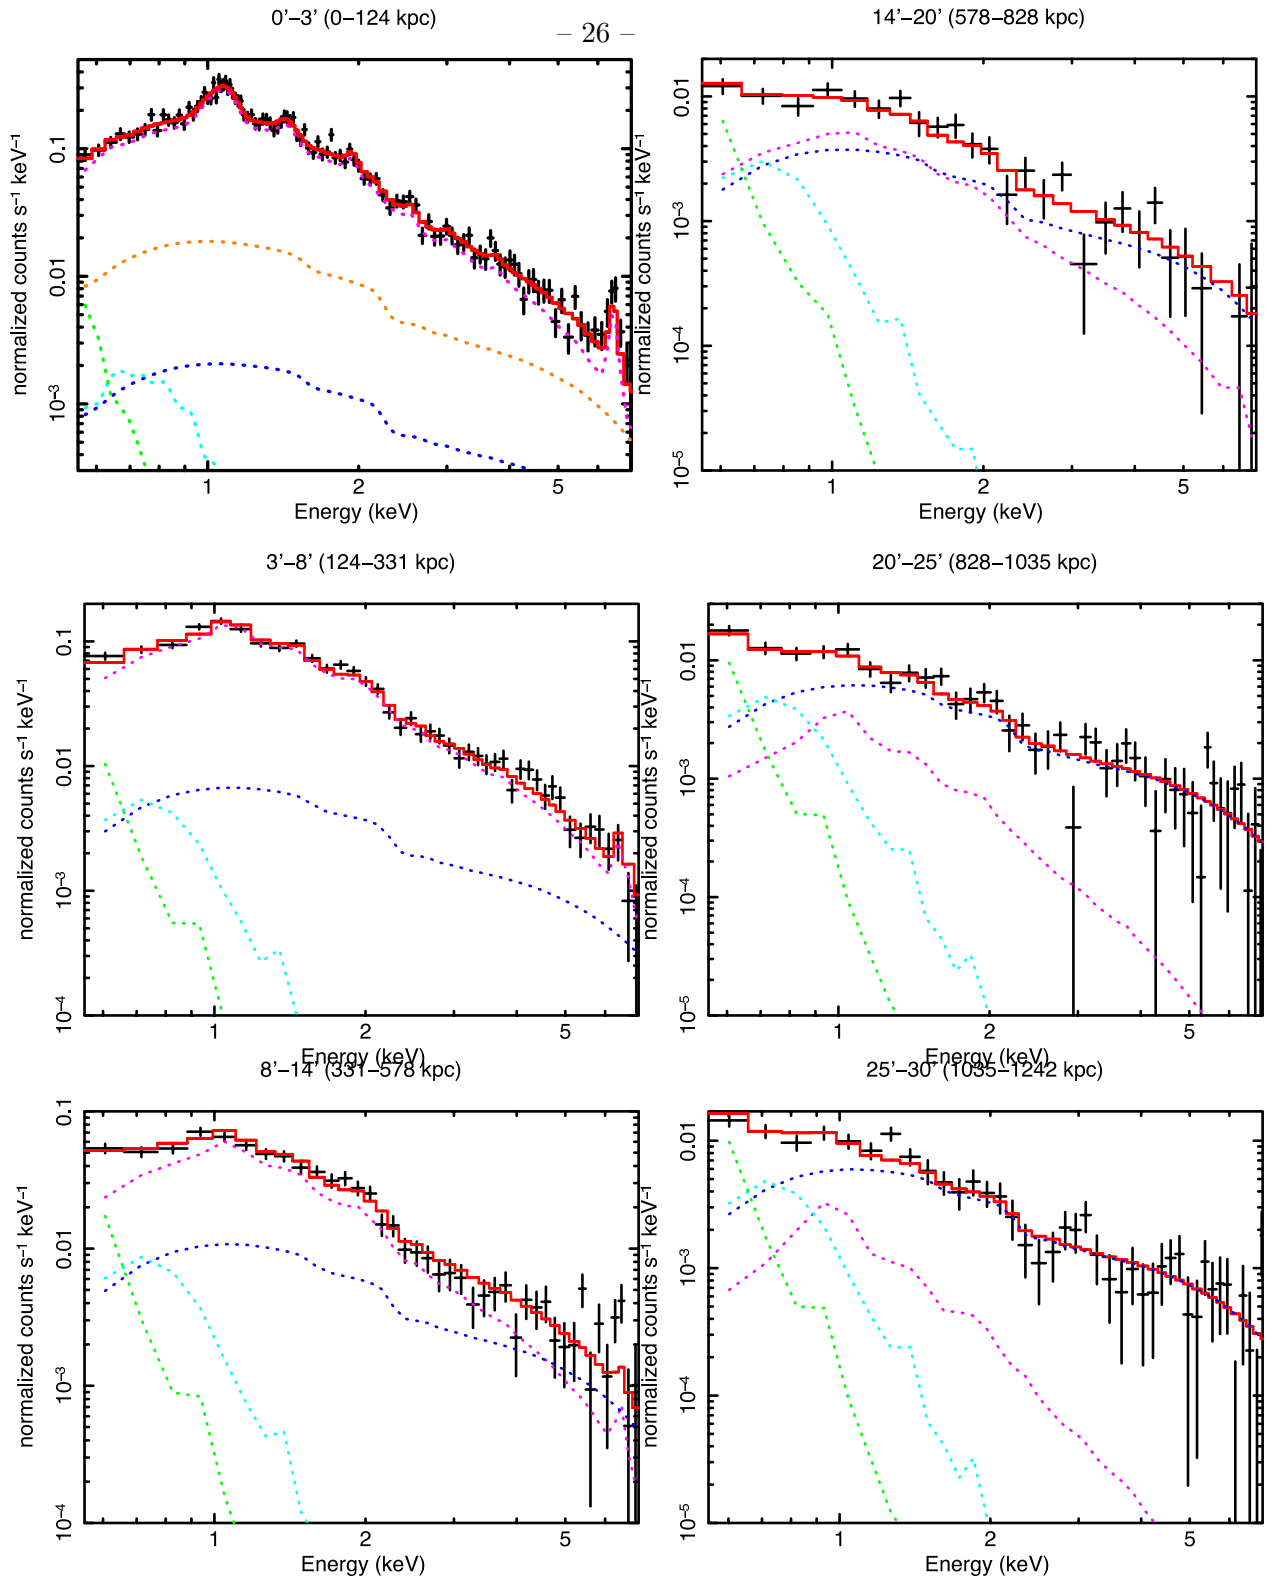 – 26 –
0'–3' (0–124 kpc)
normalized counts s⁻¹ keV⁻¹
0.1
0.01
10⁻³
1 2 5
Energy (keV)
14'–20' (578–828 kpc)
normalized counts s⁻¹ keV⁻¹
0.01
10⁻³
10⁻⁴
10⁻⁵
1 2 5
Energy (keV)
3'–8' (124–331 kpc)
normalized counts s⁻¹ keV⁻¹
0.1
0.01
10⁻³
10⁻⁴
1 2 5
Energy (keV)
20'–25' (828–1035 kpc)
normalized counts s⁻¹ keV⁻¹
0.01
10⁻³
10⁻⁴
10⁻⁵
1 2 5
Energy (keV)
8'–14' (331–578 kpc)
normalized counts s⁻¹ keV⁻¹
0.1
0.01
10⁻³
10⁻⁴
1 2 5
Energy (keV)
25'–30' (1035–1242 kpc)
normalized counts s⁻¹ keV⁻¹
0.01
10⁻³
10⁻⁴
10⁻⁵
1 2 5
Energy (keV)